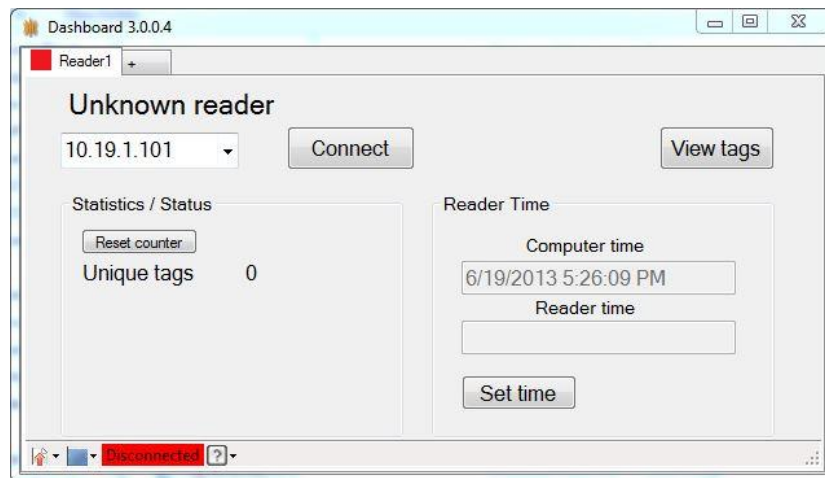 Dashboard 3.0.0.4
Reader1 +
Unknown reader
10.19.1.101 Connect View tags
Statistics / Status
Reset counter
Unique tags 0
Reader Time
Computer time
6/19/2013 5:26:09 PM
Reader time
Set time
Disconnected ?